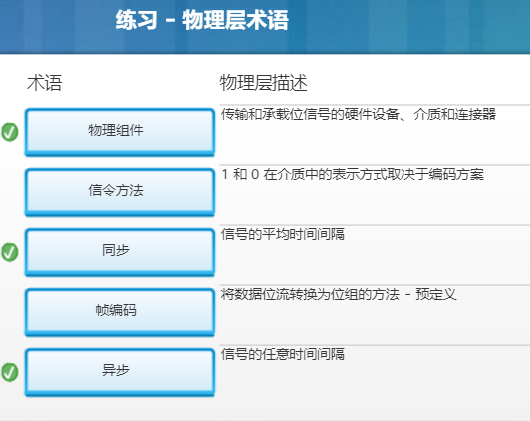 练习 - 物理层术语
术语 物理层描述
物理组件 传输和承载位信号的硬件设备、介质和连接器
信令方法 1 和 0 在介质中的表示方式取决于编码方案
同步 信号的平均时间间隔
帧编码 将数据位流转换为位组的方法 - 预定义
异步 信号的任意时间间隔